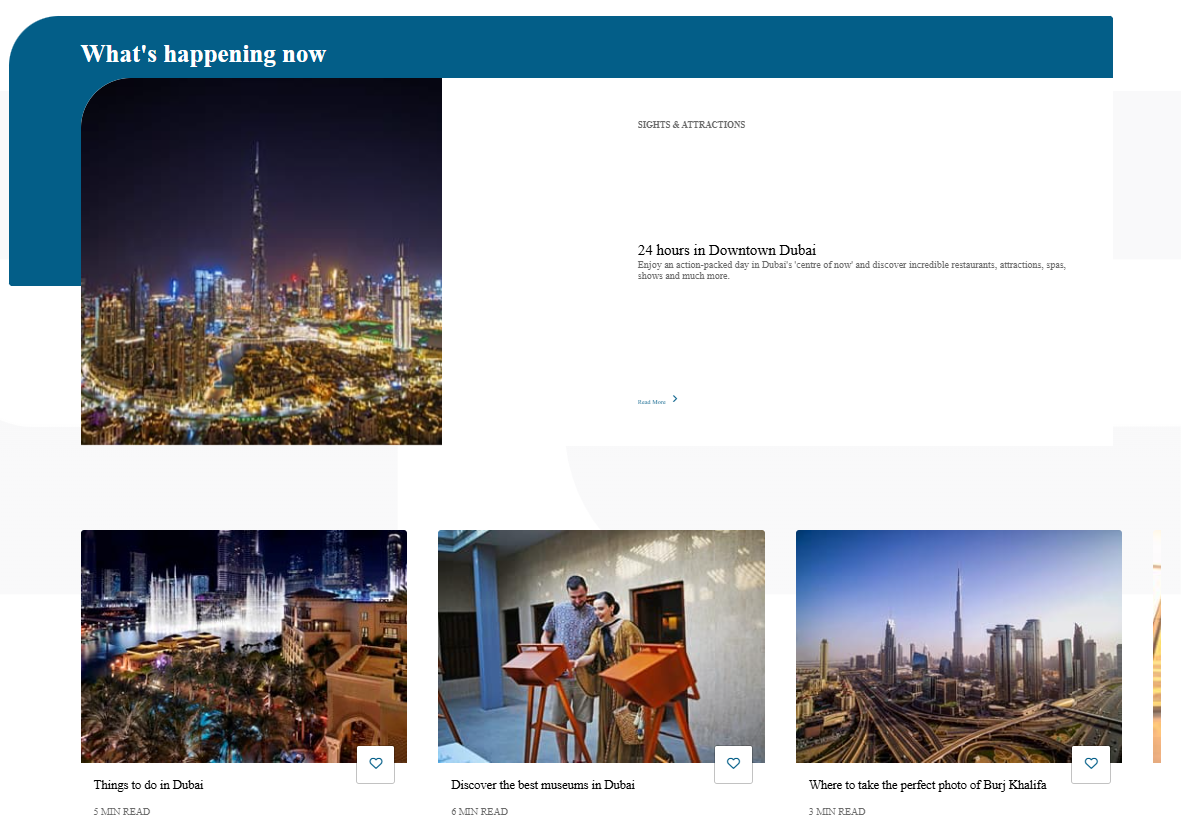 What's happening now
SIGHTS & ATTRACTIONS
24 hours in Downtown Dubai
Enjoy an action-packed day in Dubai's 'centre of now' and discover incredible restaurants, attractions, spas,
shows and much more.
Read More
Things to do in Dubai
5 MIN READ
Discover the best museums in Dubai
6 MIN READ
Where to take the perfect photo of Burj Khalifa
3 MIN READ